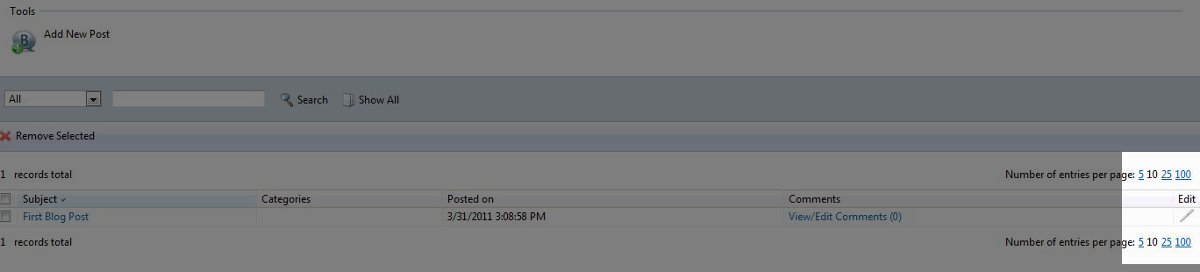 Tools
Add New Post
All Search Show All
Remove Selected
1 records total Number of entries per page: 5 10 25 100
Subject Categories Posted on Comments Edit
First Blog Post 3/31/2011 3:08:58 PM View/Edit Comments (0)
1 records total Number of entries per page: 5 10 25 100